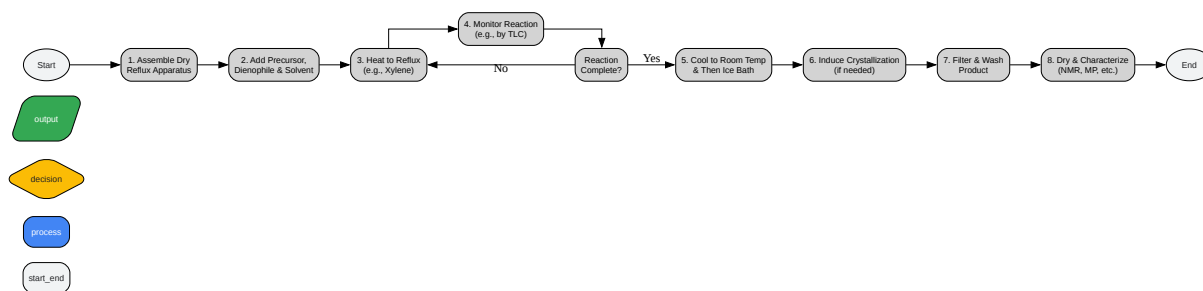 Start
1. Assemble Dry
Reflux Apparatus
2. Add Precursor,
Dienophile & Solvent
3. Heat to Reflux
(e.g., Xylene)
4. Monitor Reaction
(e.g., by TLC)
No
Reaction
Complete?
Yes
5. Cool to Room Temp
& Then Ice Bath
6. Induce Crystallization
(if needed)
7. Filter & Wash
Product
8. Dry & Characterize
(NMR, MP, etc.)
End
output
decision
process
start_end